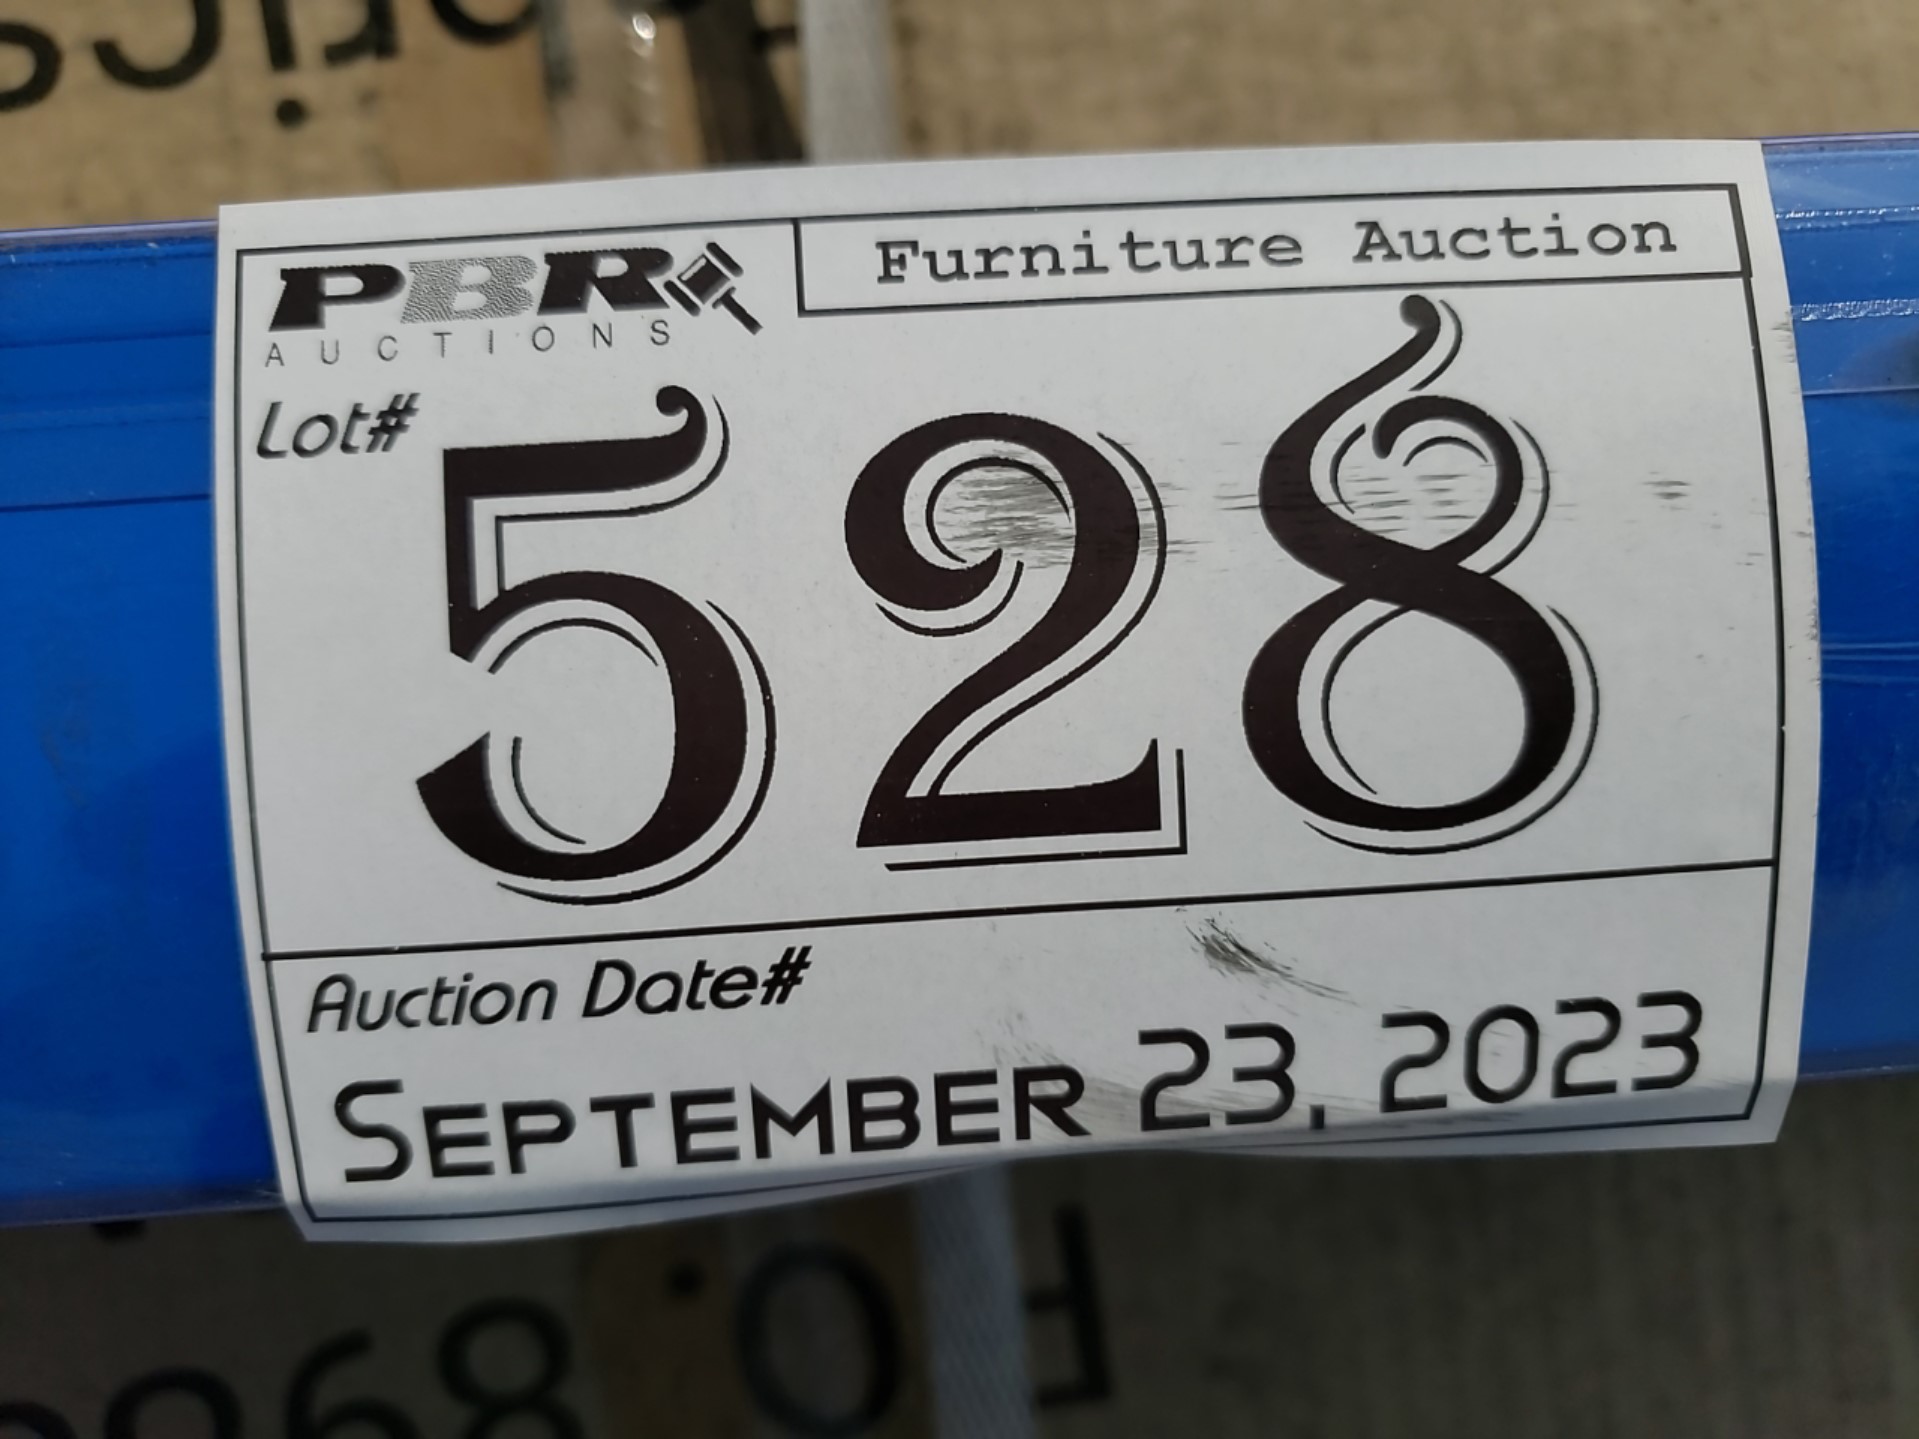 PBR
AUCTIONS
Furniture Auction
Lot#
528
Auction Date#
SEPTEMBER 23, 2023